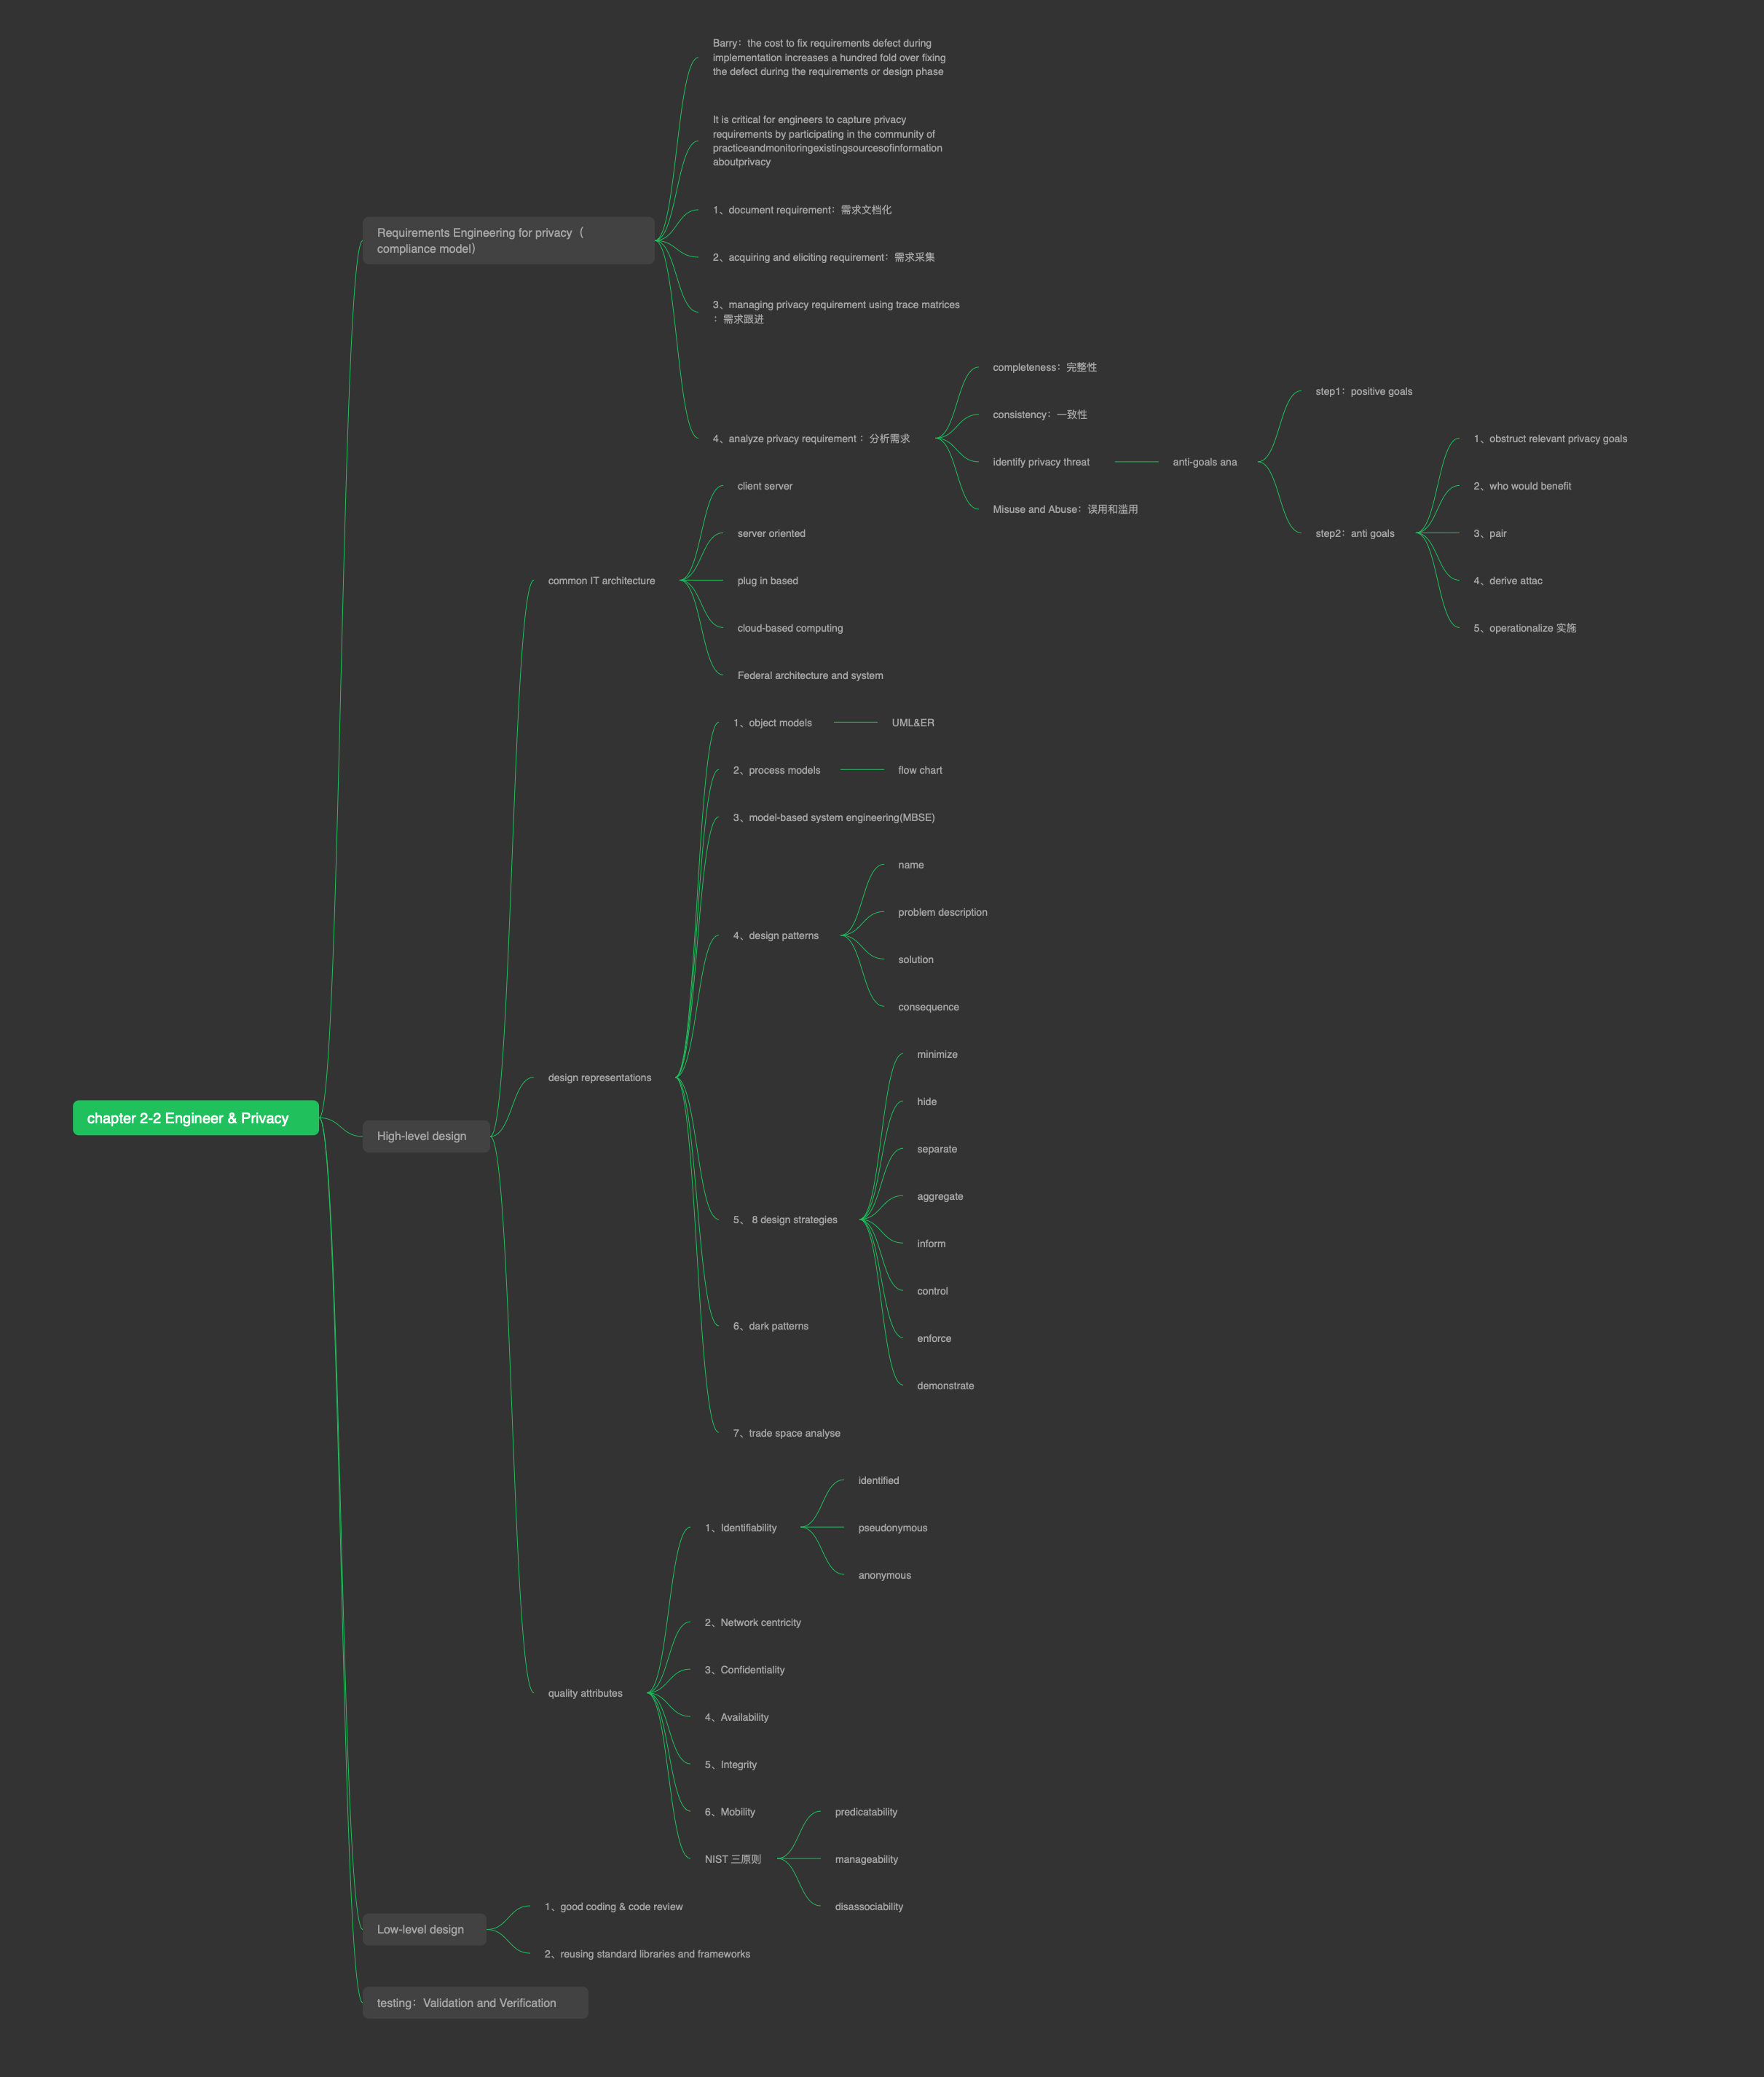 chapter 2-2 Engineer & Privacy
Requirements Engineering for privacy（
compliance model）
Barry：the cost to fix requirements defect during
implementation increases a hundred fold over fixing
the defect during the requirements or design phase
It is critical for engineers to capture privacy
requirements by participating in the community of
practiceandmonitoringexistingsourcesofinformation
aboutprivacy
1、document requirement：需求文档化
2、acquiring and eliciting requirement：需求采集
3、managing privacy requirement using trace matrices
：需求跟进
4、analyze privacy requirement ：分析需求
completeness：完整性
consistency：一致性
identify privacy threat
anti-goals ana
step1：positive goals
step2：anti goals
1、obstruct relevant privacy goals
2、who would benefit
3、pair
4、derive attac
5、operationalize 实施
Misuse and Abuse：误用和滥用
High-level design
common IT architecture
client server
server oriented
plug in based
cloud-based computing
Federal architecture and system
design representations
1、object models
UML&ER
2、process models
flow chart
3、model-based system engineering(MBSE)
4、design patterns
name
problem description
solution
consequence
5、 8 design strategies
minimize
hide
separate
aggregate
inform
control
enforce
demonstrate
6、dark patterns
7、trade space analyse
quality attributes
1、Identifiability
identified
pseudonymous
anonymous
2、Network centricity
3、Confidentiality
4、Availability
5、Integrity
6、Mobility
NIST 三原则
predicatability
manageability
disassociability
Low-level design
1、good coding & code review
2、reusing standard libraries and frameworks
testing：Validation and Verification